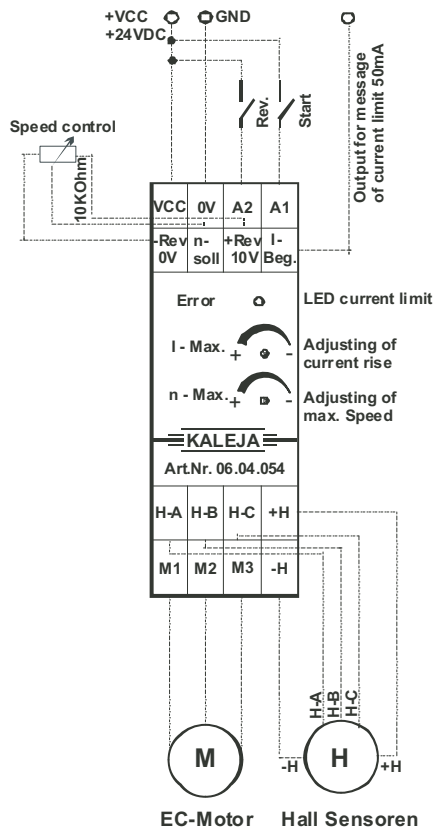 +VCC
GND
+24VDC
Rev.
Start
Output for message
of current limit 50mA
Speed control
10KOhm
VCC 0V A2 A1
-Rev n- +Rev I-
0V soll 10V Beg.
Error LED current limit
I - Max. + - Adjusting of
current rise
n - Max. + - Adjusting of
max. Speed
KALEJA
Art.Nr. 06.04.054
H-A H-B H-C +H
M1 M2 M3 -H
H-A
H-B
H-C
M H
-H +H
EC-Motor Hall Sensoren